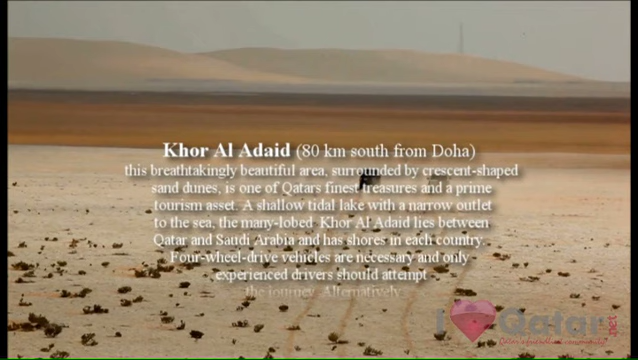 Khor Al Adaid (80 km south from Doha)
this breathtakingly beautiful area, surrounded by crescent-shaped
sand dunes, is one of Qatars finest treasures and a prime
tourism asset. A shallow tidal lake with a narrow outlet
to the sea, the many-lobed Khor Al Adaid lies between
Qatar and Saudi Arabia and has shores in each country.
Four-wheel-drive vehicles are necessary and only
experienced drivers should attempt
the journey. Alternatively
I Qatar.net